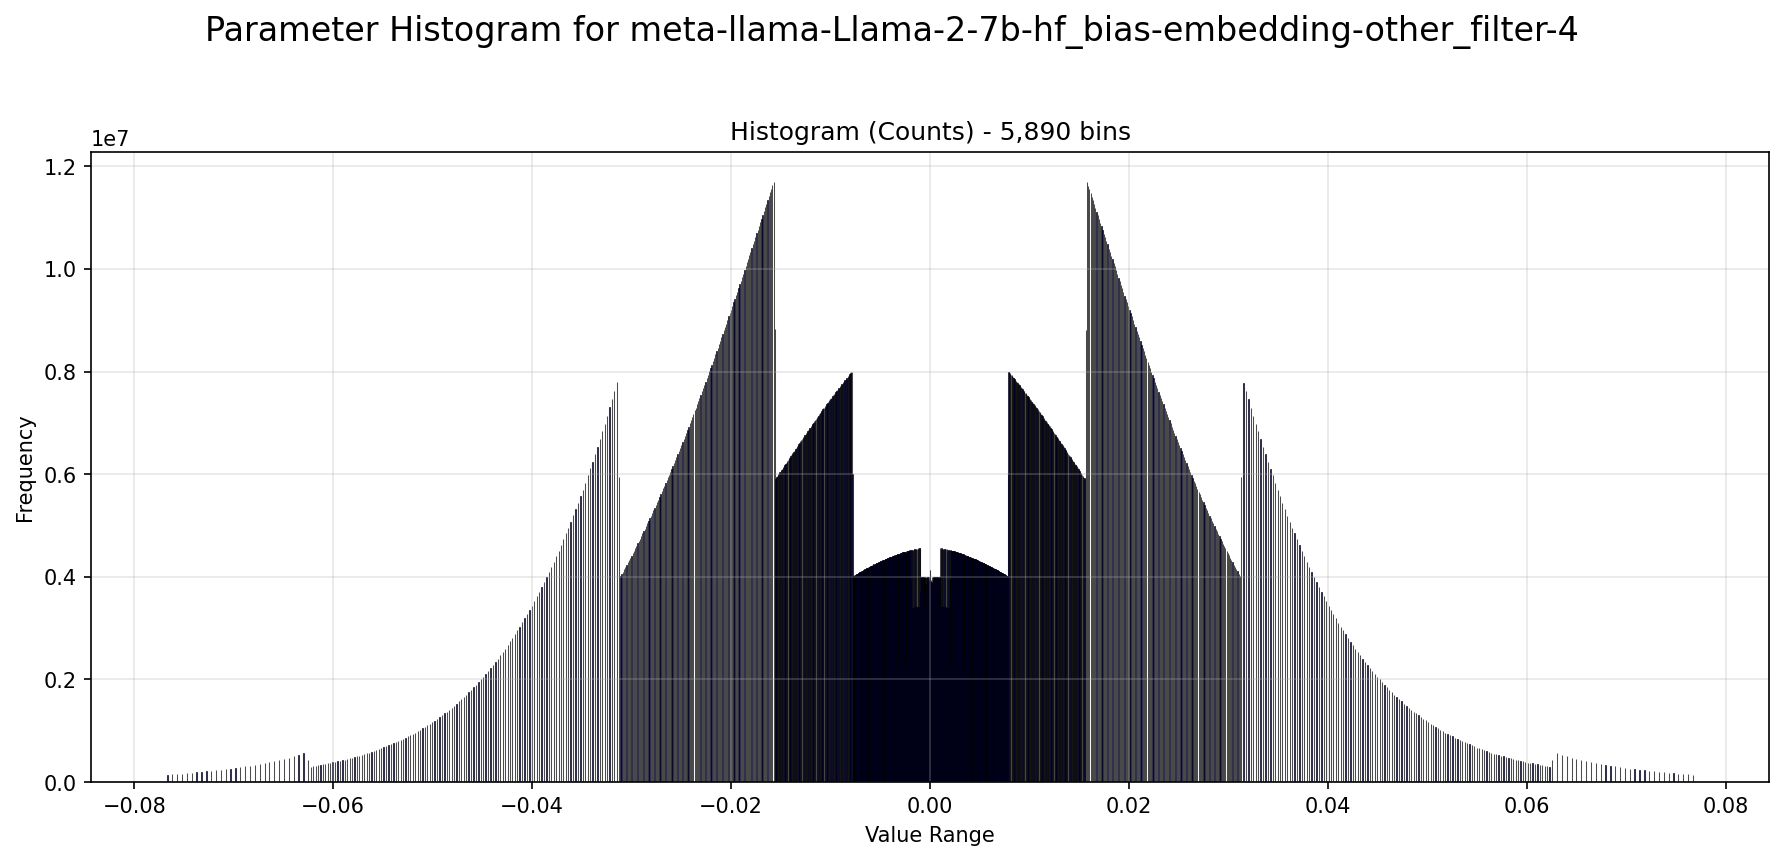 Parameter Histogram for meta-llama-Llama-2-7b-hf_bias-embedding-other_filter-4
Histogram (Counts) - 5,890 bins
1e7
1.2
1.0
0.8
0.6
0.4
0.2
0.0
Frequency
−0.08 −0.06 −0.04 −0.02 0.00 0.02 0.04 0.06 0.08
Value Range